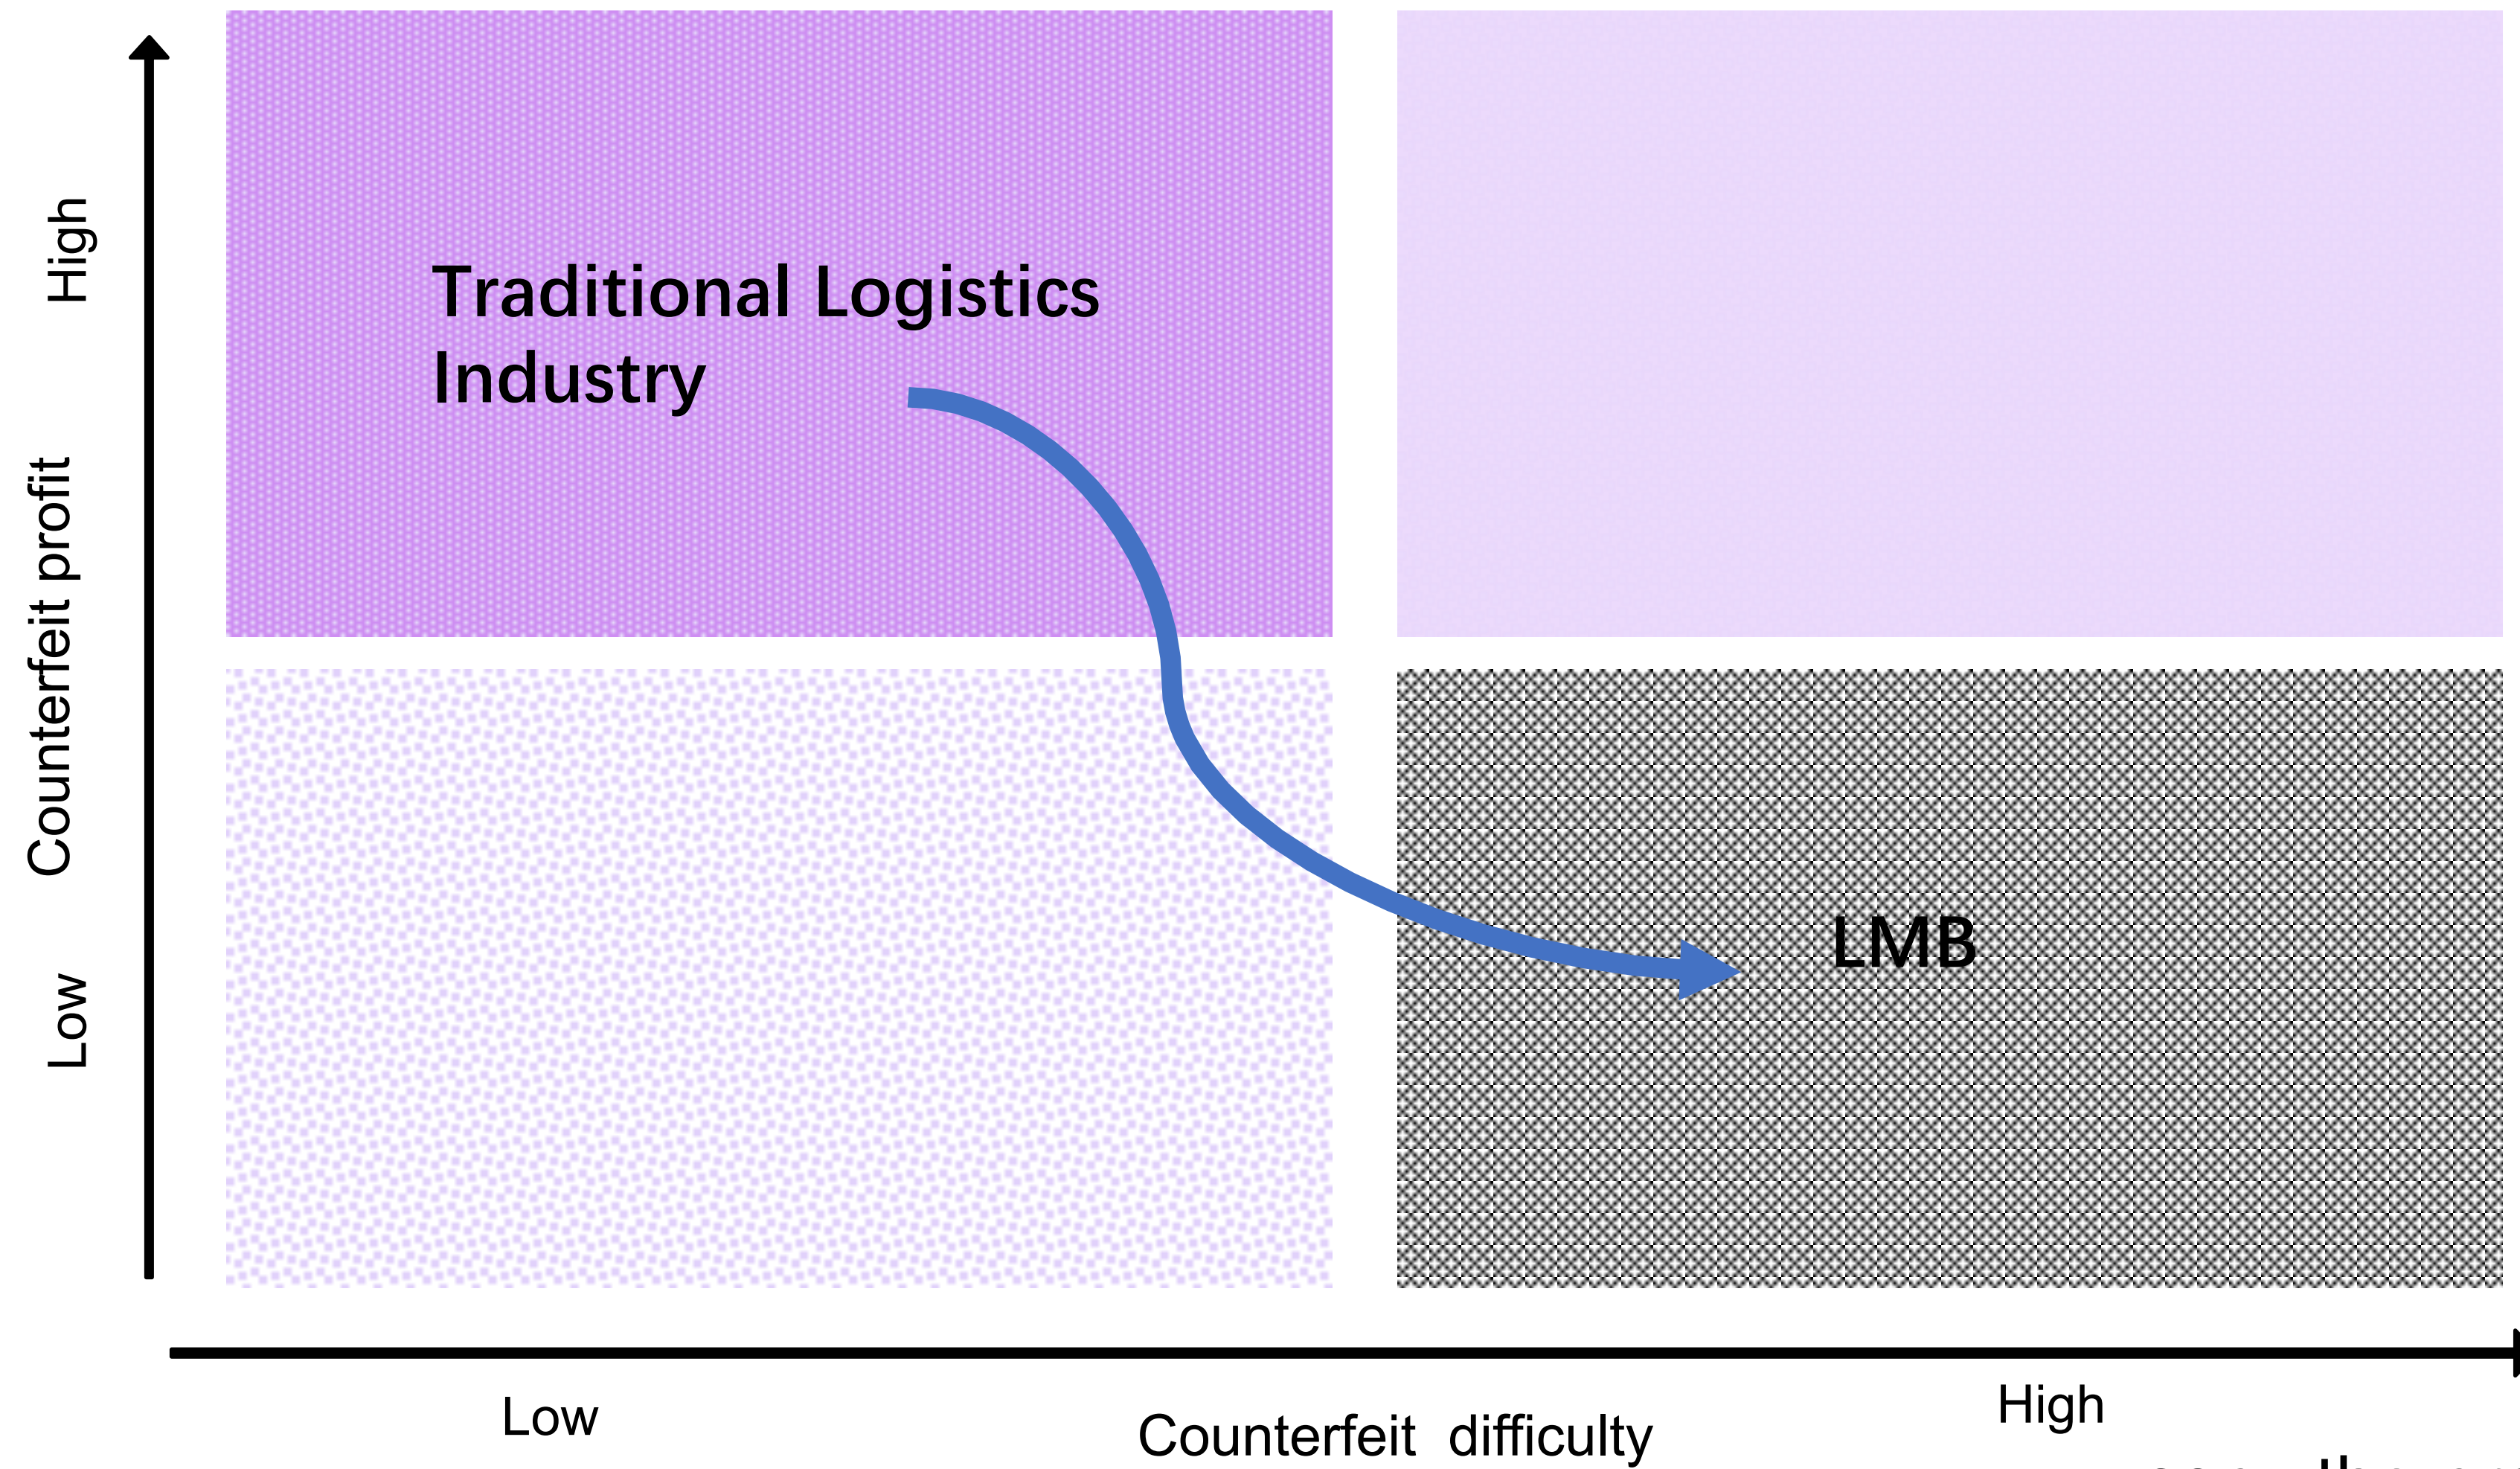 High
Traditional Logistics
Industry
Counterfeit profit
LMB
Low
Low
High
Counterfeit difficulty